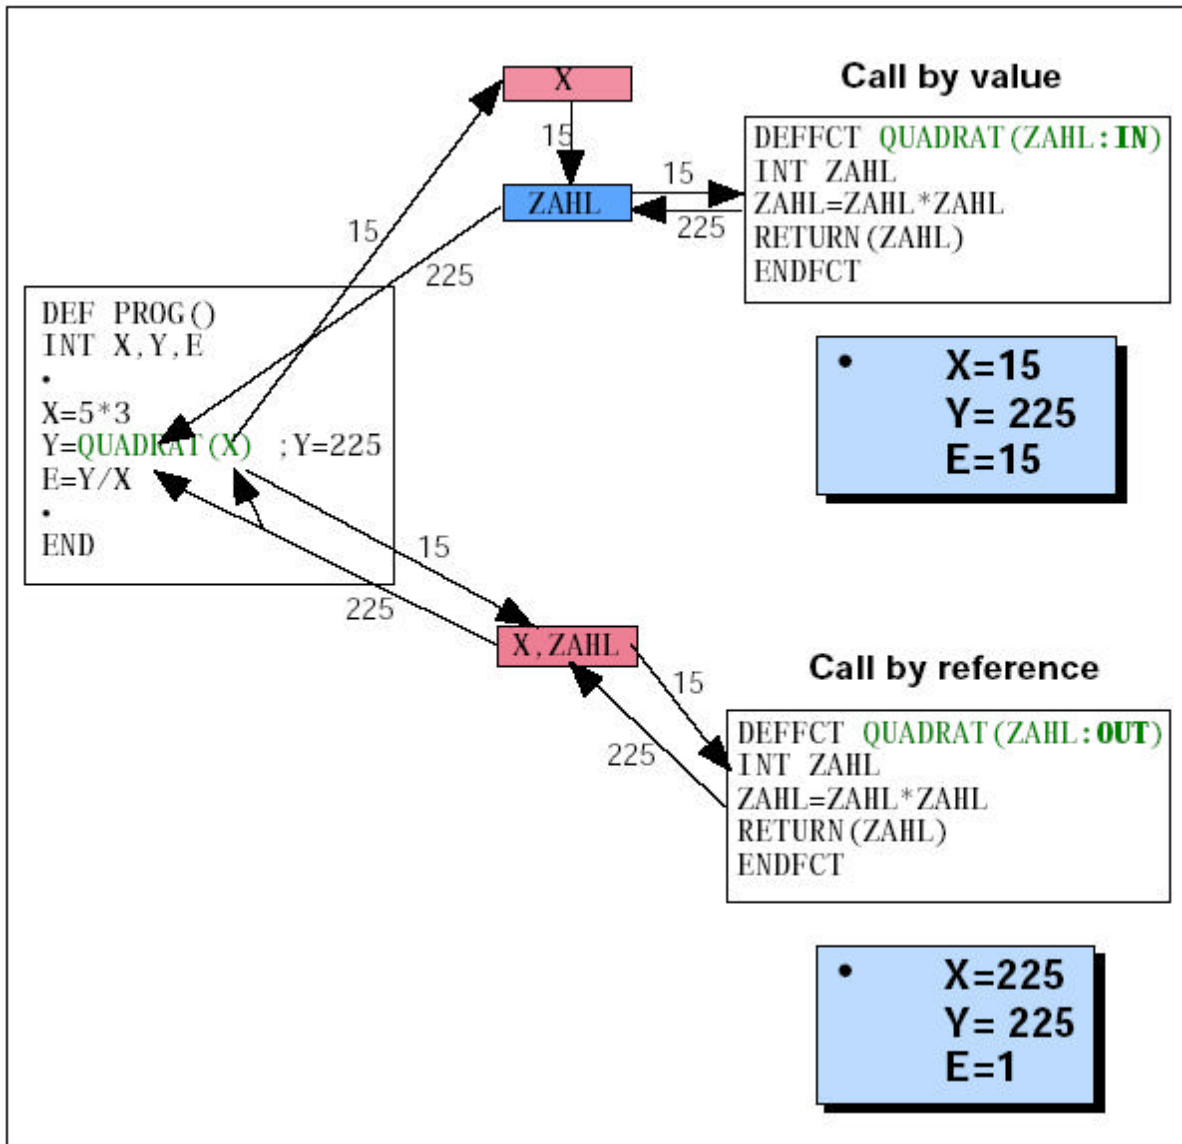 X
15
ZAHL
15
225
15
225
Call by value
DEFFCT QUADRAT(ZAHL:IN)
INT ZAHL
ZAHL=ZAHL*ZAHL
RETURN(ZAHL)
ENDFCT
DEF PROG()
INT X,Y,E
•
X=5*3
Y=QUADRAT(X) ;Y=225
E=Y/X
•
END
• X=15
Y= 225
E=15
15
225
X,ZAHL
15
225
Call by reference
DEFFCT QUADRAT(ZAHL:OUT)
INT ZAHL
ZAHL=ZAHL*ZAHL
RETURN(ZAHL)
ENDFCT
• X=225
Y= 225
E=1